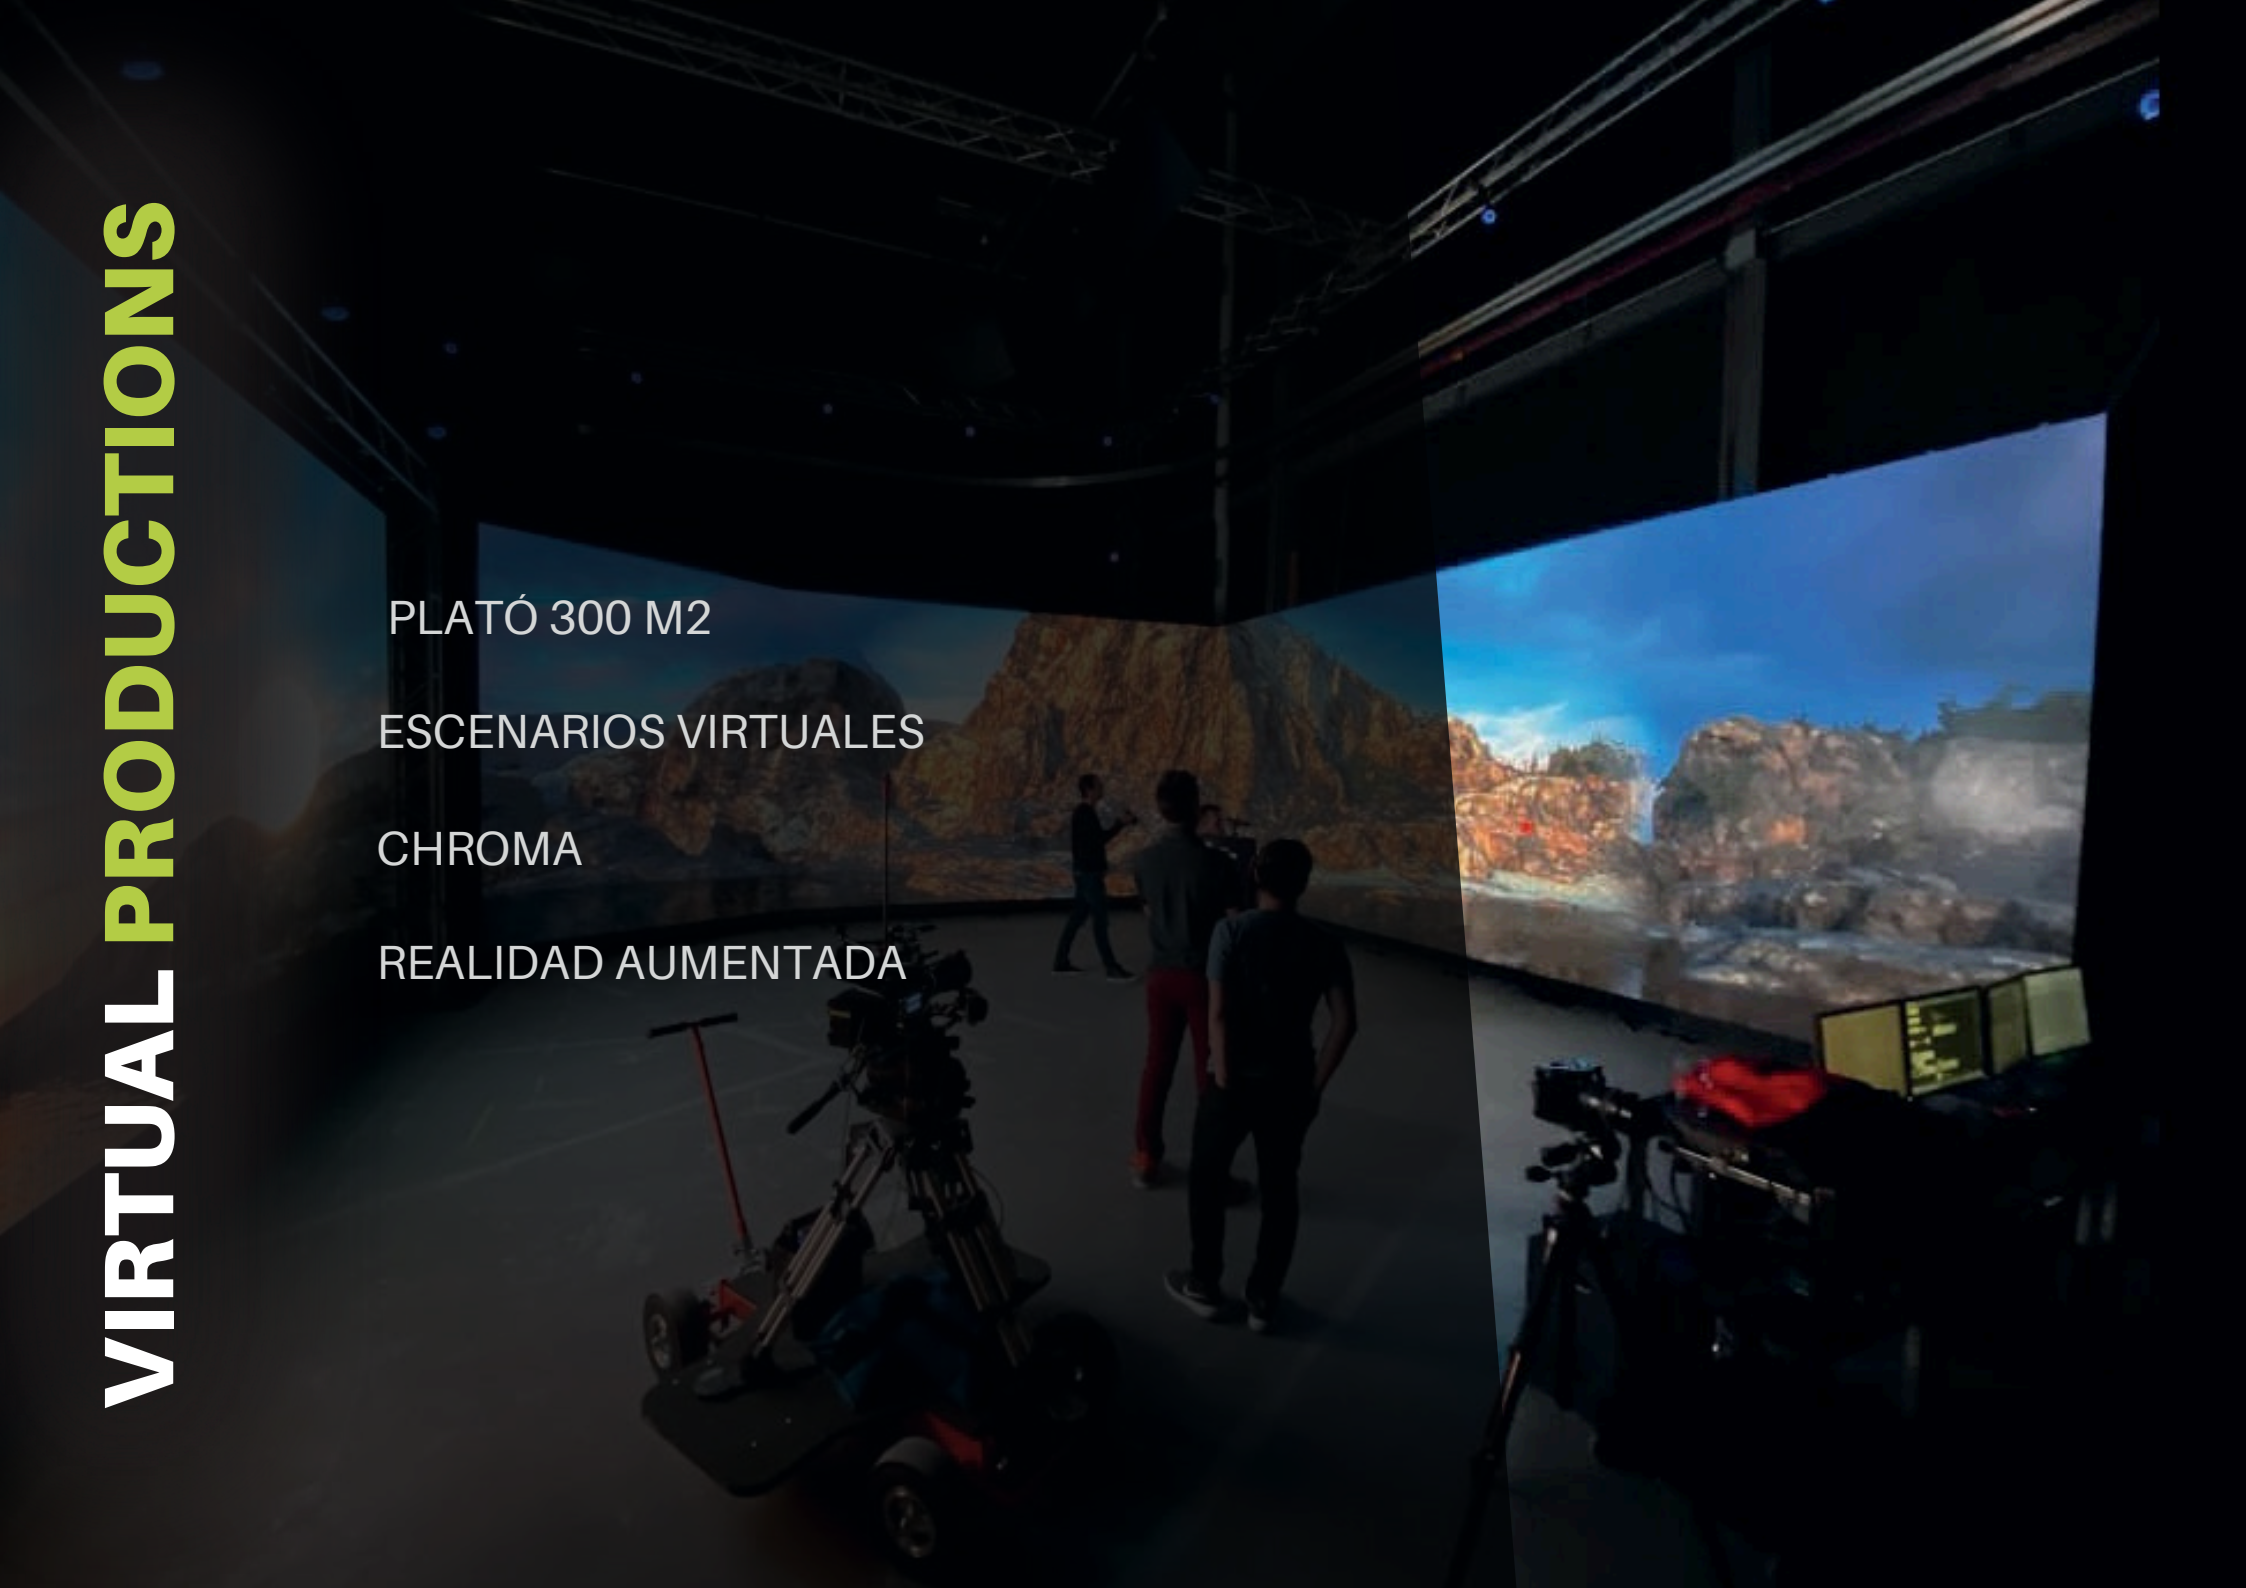 VIRTUAL PRODUCTIONS
PLATÓ 300 M2
ESCENARIOS VIRTUALES
CHROMA
REALIDAD AUMENTADA